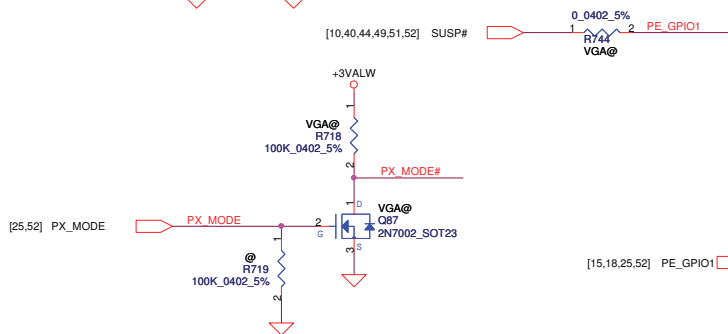 0_0402_5%
[10,40,44,49,51,52] SUSP# 1 2 PE_GPIO1
R744
VGA@
+3VALW
1
VGA@
R718
100K_0402_5%
2
PX_MODE#
1 D
VGA@
Q87
2N7002_SOT23
[25,52] PX_MODE PX_MODE 2 G
S
3
1
@
R719
100K_0402_5%
2
[15,18,25,52] PE_GPIO1